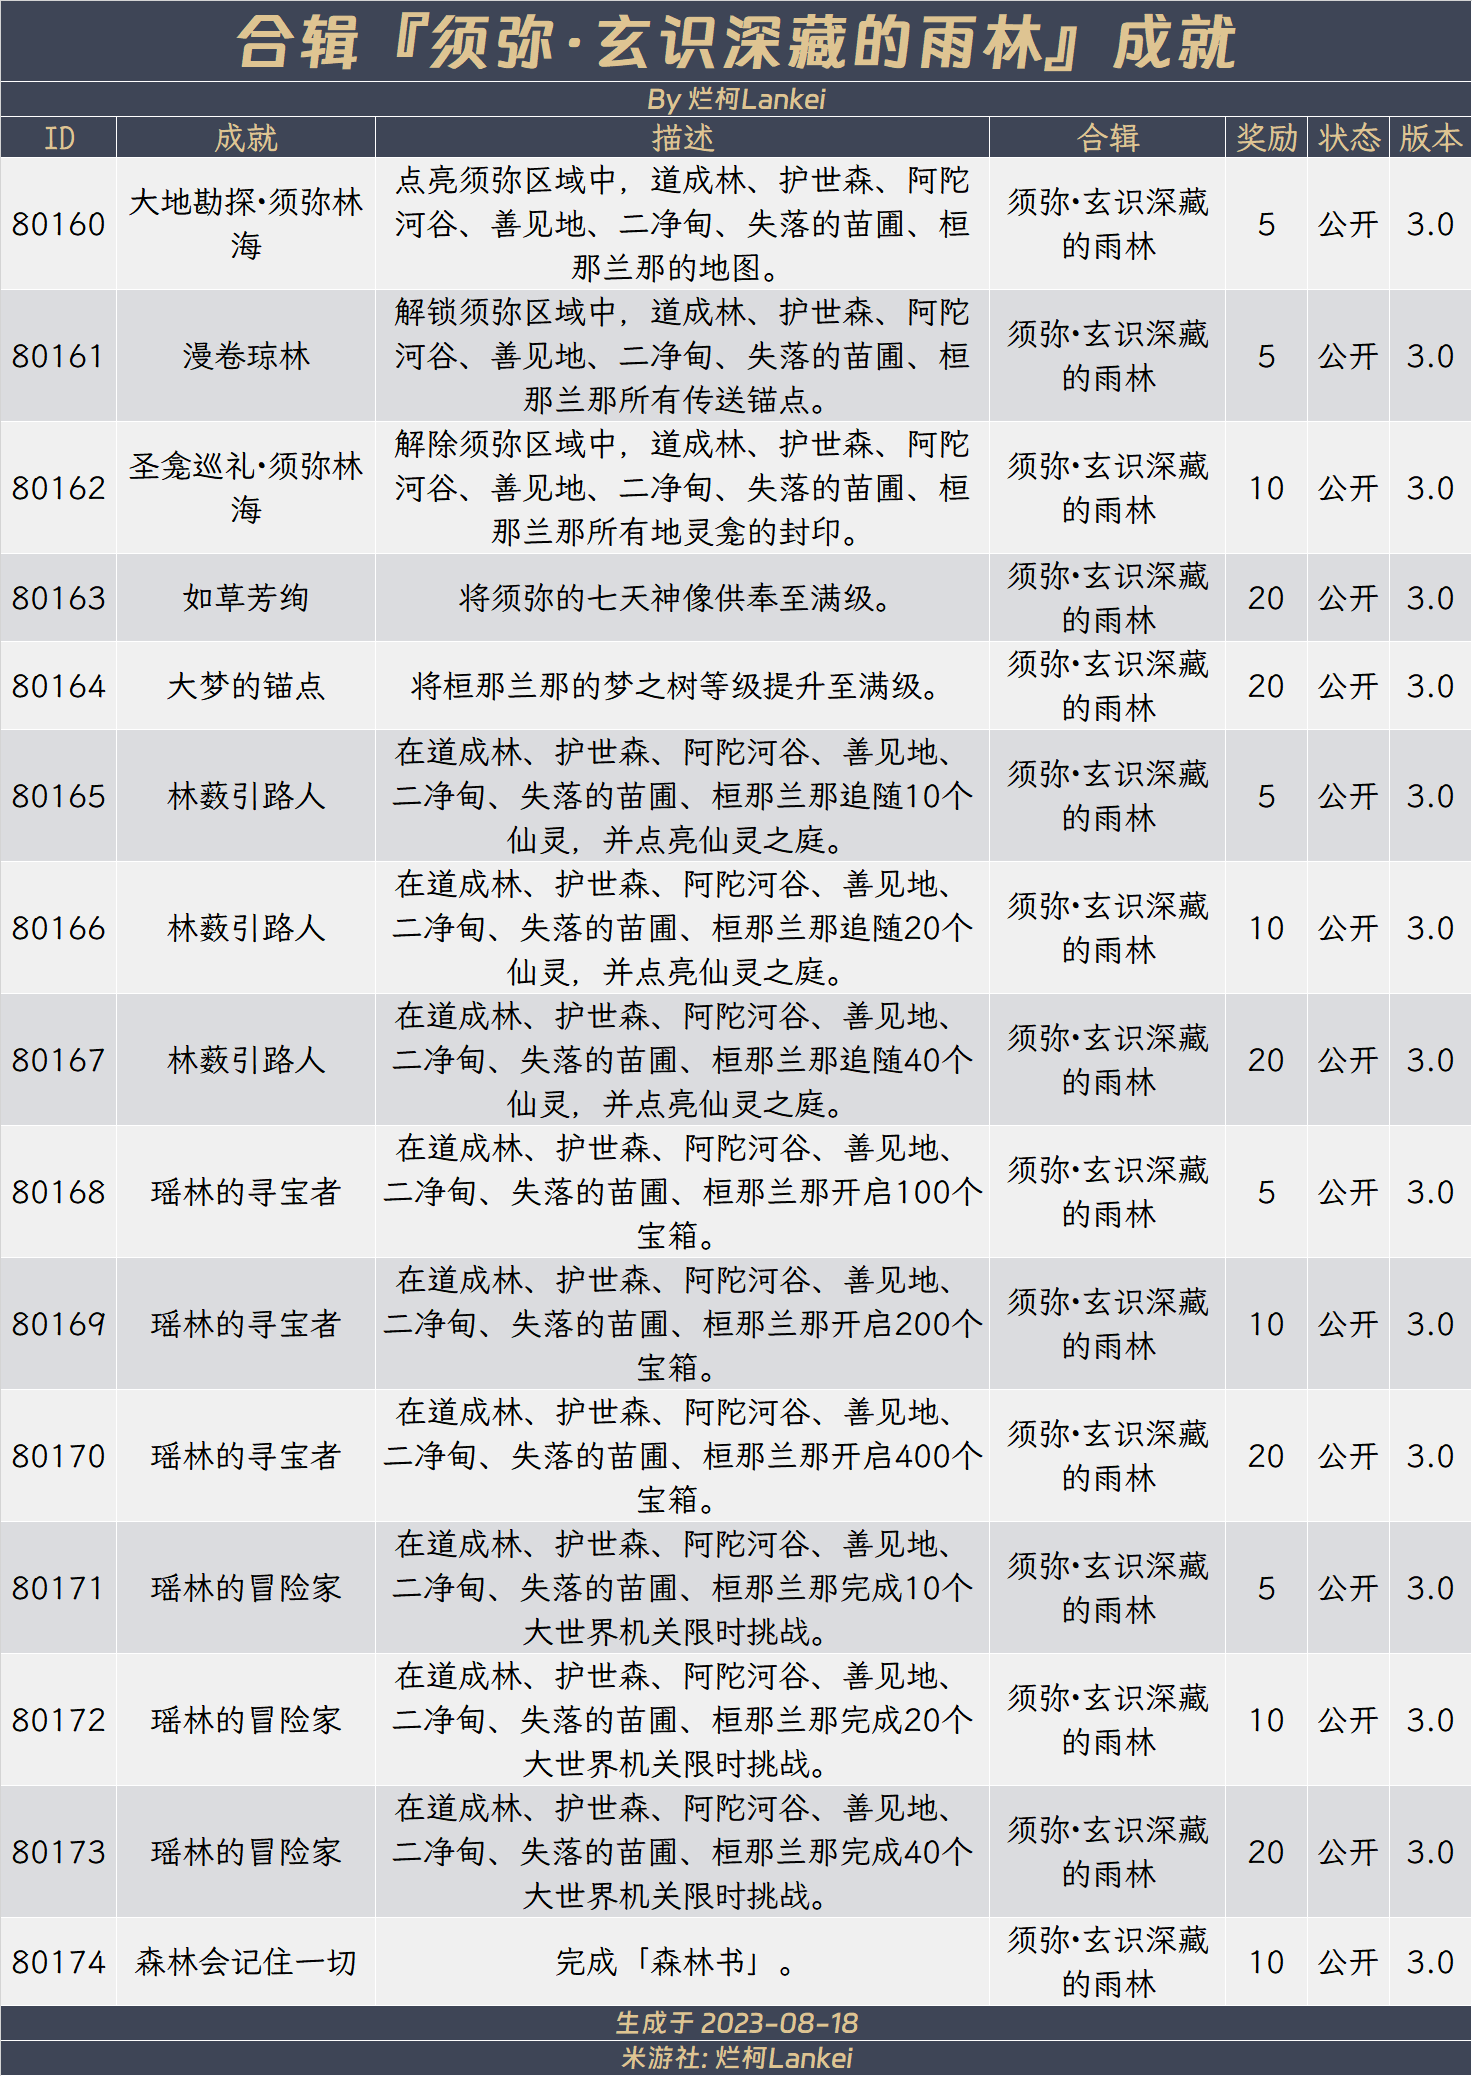 合辑『须弥·玄识深藏的雨林』成就
By 烂柯Lankei
ID 成就 描述 合辑 奖励 状态 版本
80160
大地勘探·须弥林
海
点亮须弥区域中，道成林、护世森、阿陀
河谷、善见地、二净甸、失落的苗圃、桓
那兰那的地图。
须弥·玄识深藏
的雨林
5
公开
3.0
80161
漫卷琼林
解锁须弥区域中，道成林、护世森、阿陀
河谷、善见地、二净甸、失落的苗圃、桓
那兰那所有传送锚点。
须弥·玄识深藏
的雨林
5
公开
3.0
80162
圣龛巡礼·须弥林
海
解除须弥区域中，道成林、护世森、阿陀
河谷、善见地、二净甸、失落的苗圃、桓
那兰那所有地灵龛的封印。
须弥·玄识深藏
的雨林
10
公开
3.0
80163
如草芳绚
将须弥的七天神像供奉至满级。
须弥·玄识深藏
的雨林
20
公开
3.0
80164
大梦的锚点
将桓那兰那的梦之树等级提升至满级。
须弥·玄识深藏
的雨林
20
公开
3.0
80165
林薮引路人
在道成林、护世森、阿陀河谷、善见地、
二净甸、失落的苗圃、桓那兰那追随10个
仙灵，并点亮仙灵之庭。
须弥·玄识深藏
的雨林
5
公开
3.0
80166
林薮引路人
在道成林、护世森、阿陀河谷、善见地、
二净甸、失落的苗圃、桓那兰那追随20个
仙灵，并点亮仙灵之庭。
须弥·玄识深藏
的雨林
10
公开
3.0
80167
林薮引路人
在道成林、护世森、阿陀河谷、善见地、
二净甸、失落的苗圃、桓那兰那追随40个
仙灵，并点亮仙灵之庭。
须弥·玄识深藏
的雨林
20
公开
3.0
80168
瑶林的寻宝者
在道成林、护世森、阿陀河谷、善见地、
二净甸、失落的苗圃、桓那兰那开启100个
宝箱。
须弥·玄识深藏
的雨林
5
公开
3.0
80169
瑶林的寻宝者
在道成林、护世森、阿陀河谷、善见地、
二净甸、失落的苗圃、桓那兰那开启200个
宝箱。
须弥·玄识深藏
的雨林
10
公开
3.0
80170
瑶林的寻宝者
在道成林、护世森、阿陀河谷、善见地、
二净甸、失落的苗圃、桓那兰那开启400个
宝箱。
须弥·玄识深藏
的雨林
20
公开
3.0
80171
瑶林的冒险家
在道成林、护世森、阿陀河谷、善见地、
二净甸、失落的苗圃、桓那兰那完成10个
大世界机关限时挑战。
须弥·玄识深藏
的雨林
5
公开
3.0
80172
瑶林的冒险家
在道成林、护世森、阿陀河谷、善见地、
二净甸、失落的苗圃、桓那兰那完成20个
大世界机关限时挑战。
须弥·玄识深藏
的雨林
10
公开
3.0
80173
瑶林的冒险家
在道成林、护世森、阿陀河谷、善见地、
二净甸、失落的苗圃、桓那兰那完成40个
大世界机关限时挑战。
须弥·玄识深藏
的雨林
20
公开
3.0
80174
森林会记住一切
完成「森林书」。
须弥·玄识深藏
的雨林
10
公开
3.0
生成于 2023-08-18
米游社: 烂柯Lankei